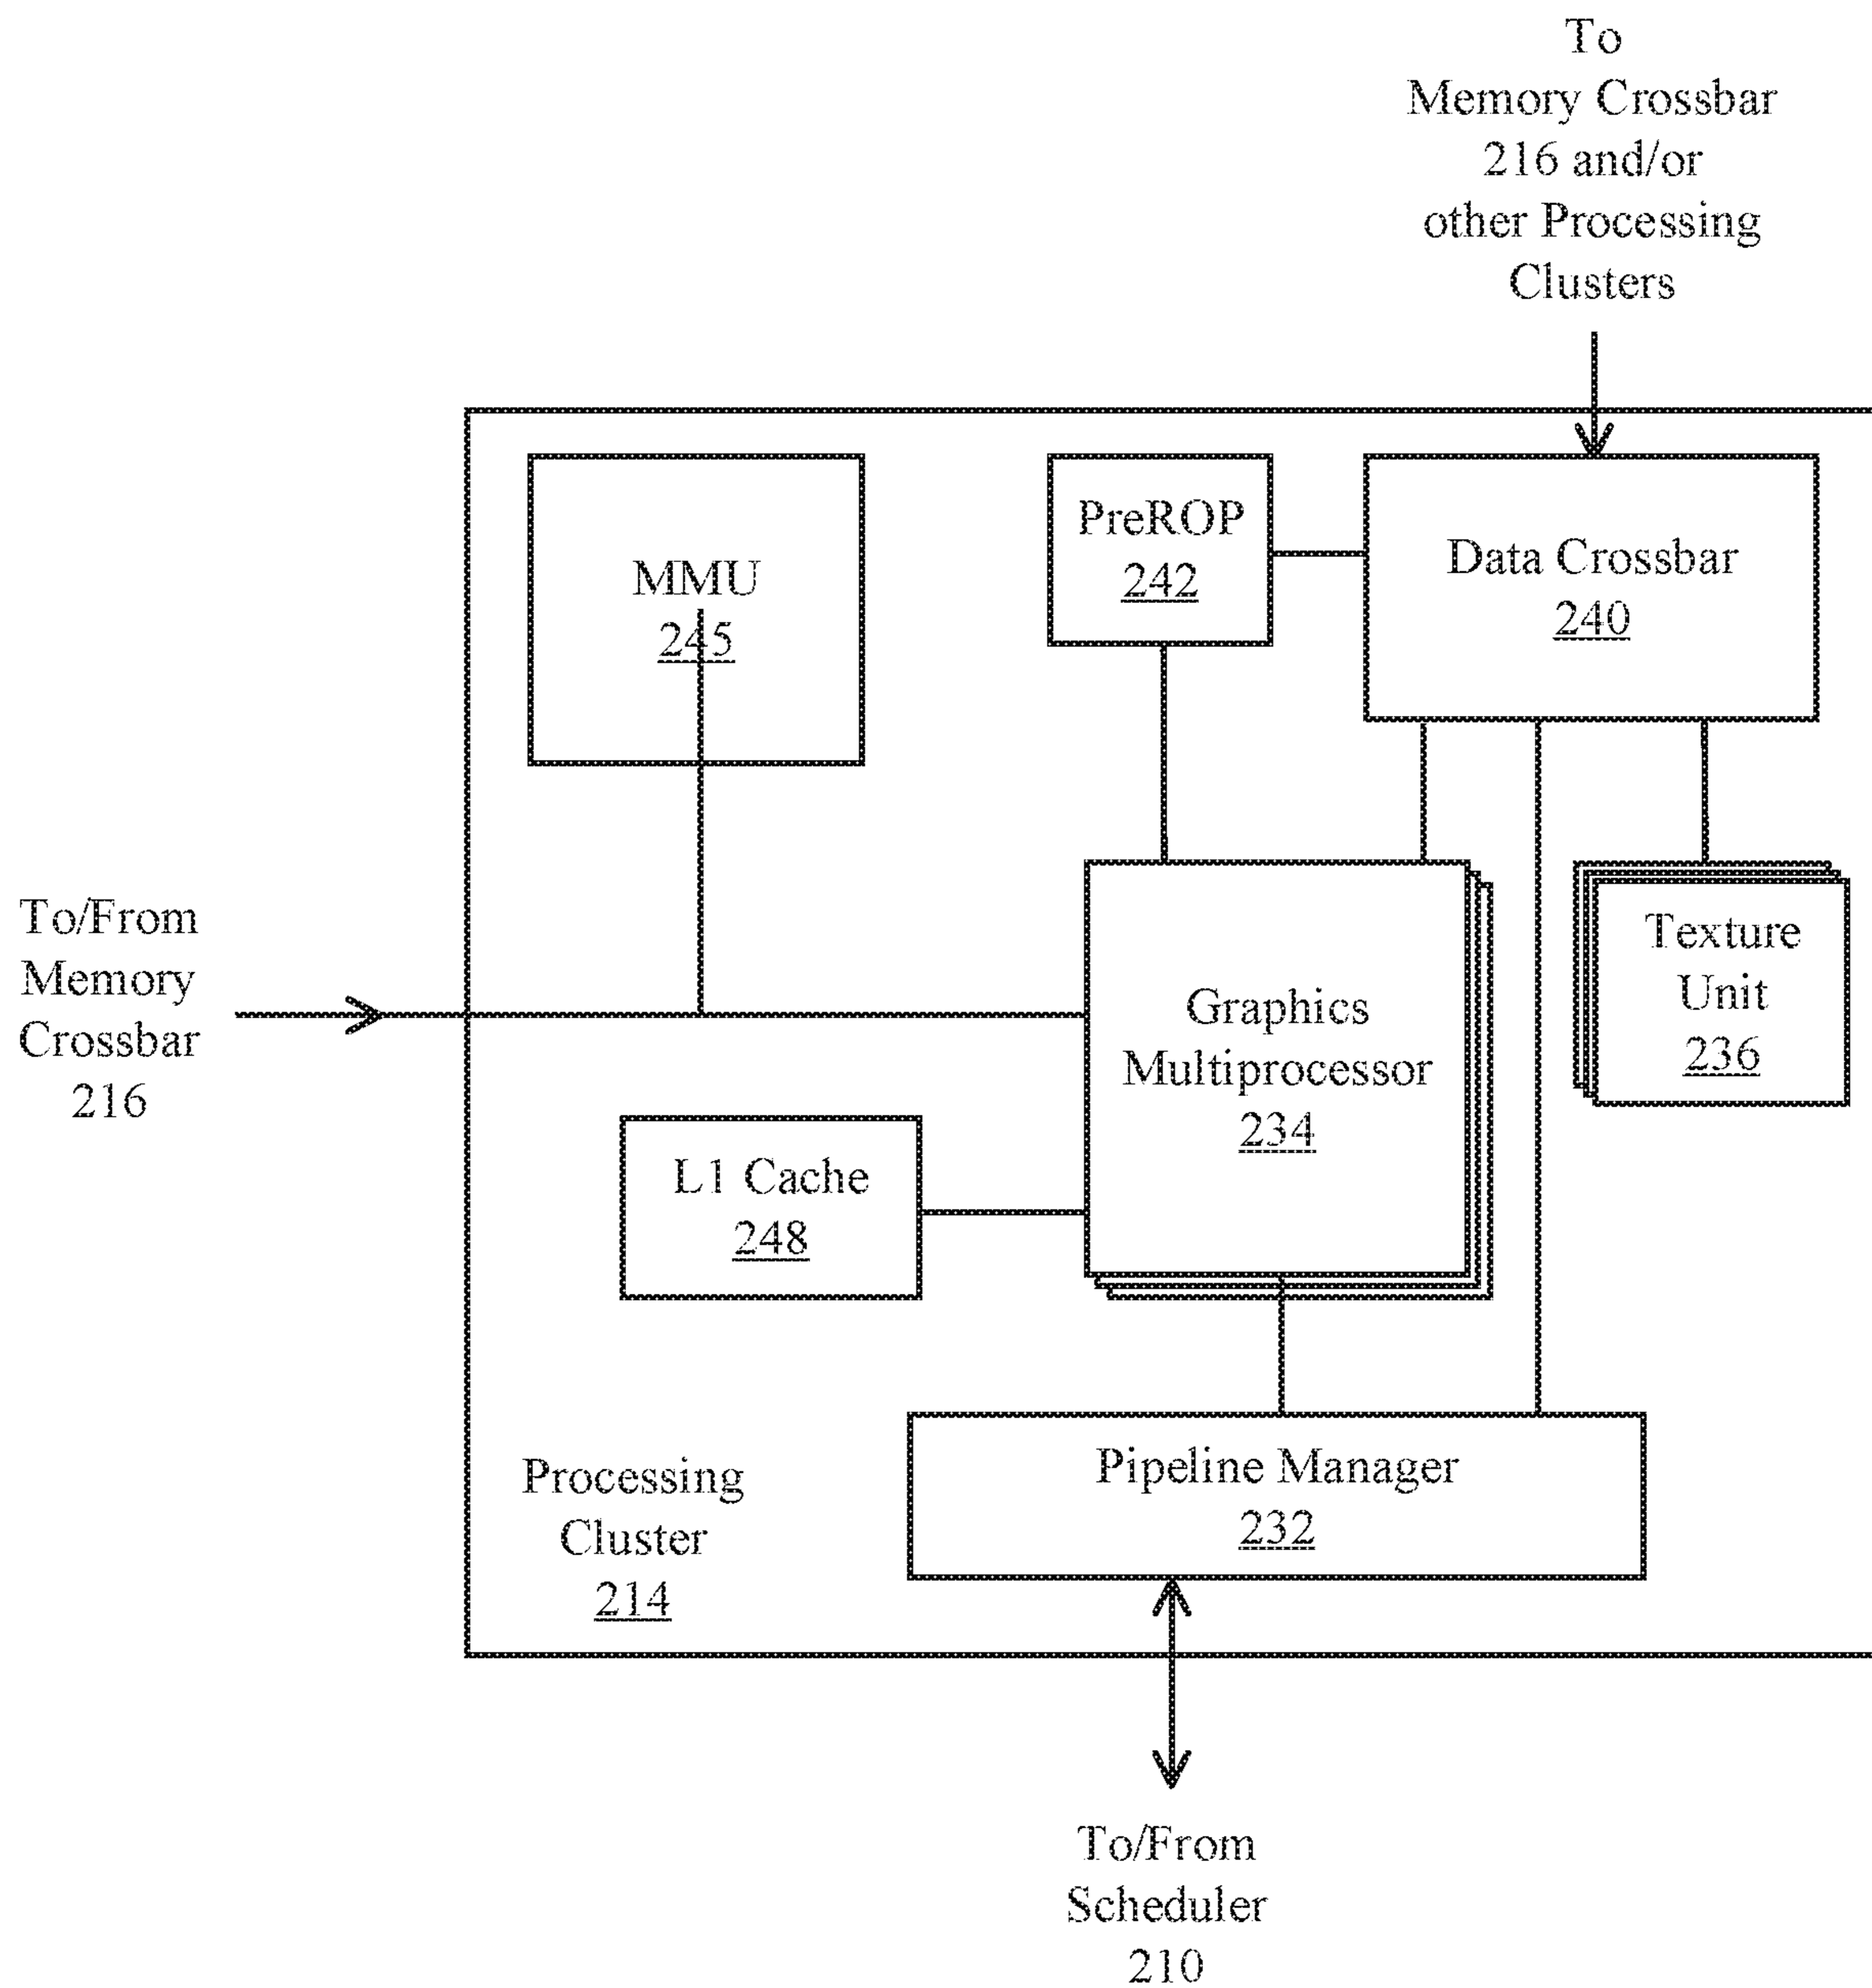 To
Memory Crossbar
216 and/or
other Processing
Clusters
MMU
245
PreROP
242
Data Crossbar
240
To/From
Memory
Crossbar
216
Graphics
Multiprocessor
234
Texture
Unit
236
L1 Cache
248
Pipeline Manager
232
Processing
Cluster
214
To/From
Scheduler
210